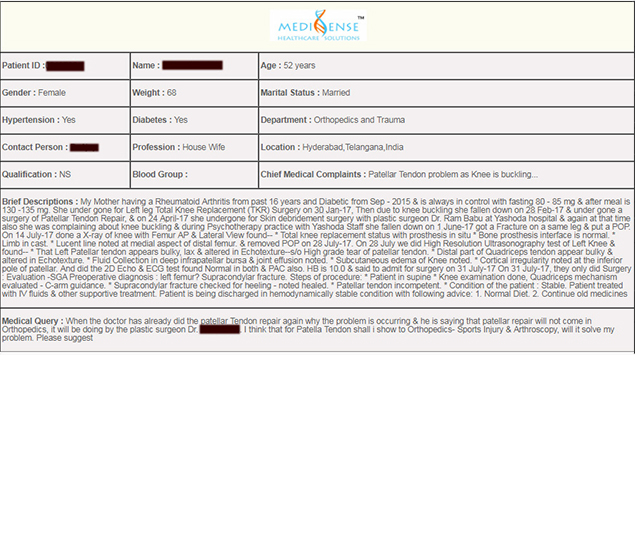 MEDISENSE™
HEALTHCARE SOLUTIONS
Patient ID : Name : Age : 52 years
Gender : Female Weight : 68 Marital Status : Married
Hypertension : Yes Diabetes : Yes Department : Orthopedics and Trauma
Contact Person : Profession : House Wife Location : Hyderabad,Telangana,India
Qualification : NS Blood Group : Chief Medical Complaints : Patellar Tendon problem as Knee is buckling...
Brief Descriptions : My Mother having a Rheumatoid Arthritis from past 16 years and Diabetic from Sep - 2015 & is always in control with fasting 80 - 85 mg & after meal is
130 -135 mg. She under gone for Left leg Total Knee Replacement (TKR) Surgery on 30 Jan-17, Then due to knee buckling she fallen down on 28 Feb-17 & under gone a
surgery of Patellar Tendon Repair, & on 24 April-17 she undergone for Skin debridement surgery with plastic surgeon Dr. Ram Babu at Yashoda hospital & again at that time
also she was complaining about knee buckling & during Psychotherapy practice with Yashoda Staff she fallen down on 1 June-17 got a Fracture on a same leg & put a POP.
On 14 July-17 done a X-ray of knee with Femur AP & Lateral View found-- * Total knee replacement status with prosthesis in situ * Bone prosthesis interface is normal. *
Limb in cast. * Lucent line noted at medial aspect of distal femur. & removed POP on 28 July-17. On 28 July we did High Resolution Ultrasonography test of Left Knee &
found-- * That Left Patellar tendon appears bulky, lax & altered in Echotexture--s/o High grade tear of patellar tendon. * Distal part of Quadriceps tendon appear bulky &
altered in Echotexture. * Fluid Collection in deep infrapatellar bursa & joint effusion noted. * Subcutaneous edema of Knee noted. * Cortical irregularity noted at the inferior
pole of patellar. And did the 2D Echo & ECG test found Normal in both & PAC also. HB is 10.0 & said to admit for surgery on 31 July-17 On 31 July-17, they only did Surgery
: Evaluation -SGA Preoperative diagnosis : left femur? Supracondylar fracture. Steps of procedure: * Patient in supine * Knee examination done, Quadriceps mechanism
evaluated - C-arm guidance. * Supracondylar fracture checked for heeling - noted healed. * Patellar tendon incompetent. * Condition of the patient : Stable. Patient treated
with IV fluids & other supportive treatment. Patient is being discharged in hemodynamically stable condition with following advice: 1. Normal Diet. 2. Continue old medicines
Medical Query : When the doctor has already did the patellar Tendon repair again why the problem is occurring & he is saying that patellar repair will not come in
Orthopedics, it will be doing by the plastic surgeon Dr. I think that for Patella Tendon shall i show to Orthopedics- Sports Injury & Arthroscopy, will it solve my
problem. Please suggest